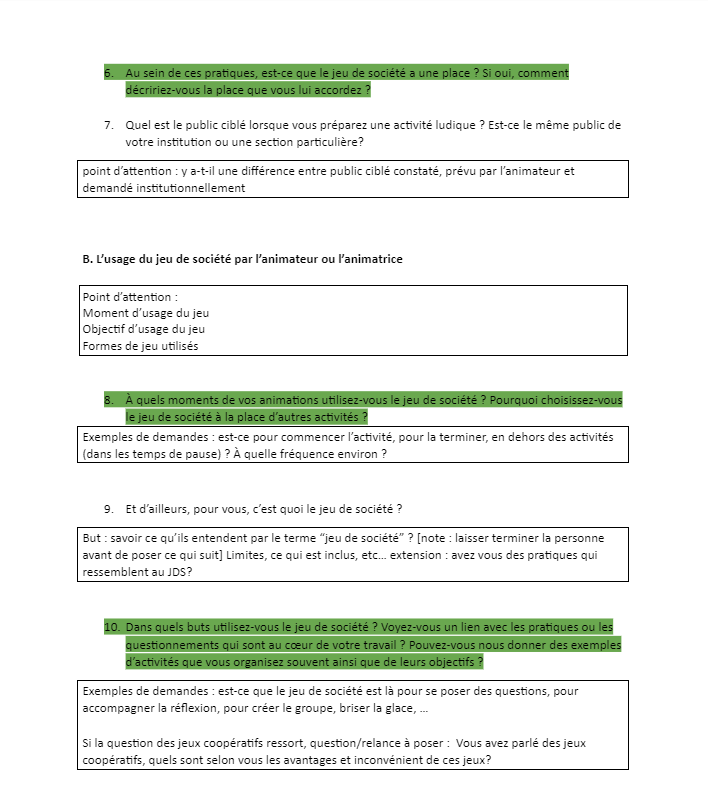 6. Au sein de ces pratiques, est-ce que le jeu de société a une place ? Si oui, comment
décririez-vous la place que vous lui accordez ?
7. Quel est le public ciblé lorsque vous préparez une activité ludique ? Est-ce le même public de
votre institution ou une section particulière?
point d’attention : y a-t-il une différence entre public ciblé constaté, prévu par l’animateur et
demandé institutionnellement
B. L’usage du jeu de société par l’animateur ou l’animatrice
Point d’attention :
Moment d’usage du jeu
Objectif d’usage du jeu
Formes de jeu utilisés
8. À quels moments de vos animations utilisez-vous le jeu de société ? Pourquoi choisissez-vous
le jeu de société à la place d’autres activités ?
Exemples de demandes : est-ce pour commencer l’activité, pour la terminer, en dehors des activités
(dans les temps de pause) ? À quelle fréquence environ ?
9. Et d’ailleurs, pour vous, c’est quoi le jeu de société ?
But : savoir ce qu’ils entendent par le terme “jeu de société” ? [note : laisser terminer la personne
avant de poser ce qui suit] Limites, ce qui est inclus, etc... extension : avez vous des pratiques qui
ressemblent au JDS?
10. Dans quels buts utilisez-vous le jeu de société ? Voyez-vous un lien avec les pratiques ou les
questionnements qui sont au cœur de votre travail ? Pouvez-vous nous donner des exemples
d’activités que vous organisez souvent ainsi que de leurs objectifs ?
Exemples de demandes : est-ce que le jeu de société est là pour se poser des questions, pour
accompagner la réflexion, pour créer le groupe, briser la glace, ...
Si la question des jeux coopératifs ressort, question/relance à poser : Vous avez parlé des jeux
coopératifs, quels sont selon vous les avantages et inconvénient de ces jeux?